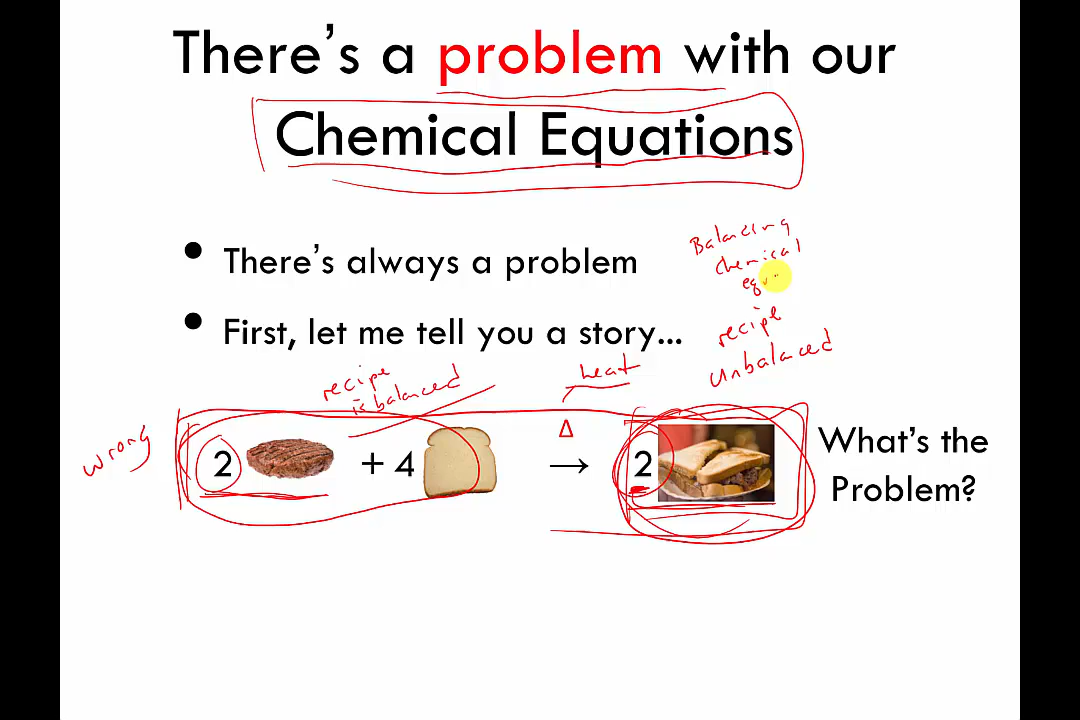 There's a problem with our
Chemical Equations
• There's always a problem
• First, let me tell you a story...
Balancing
chemical
equ
recipe
unbalanced
recipe
is balanced
heat
wrong
2 + 4 Δ → 2
What's the
Problem?